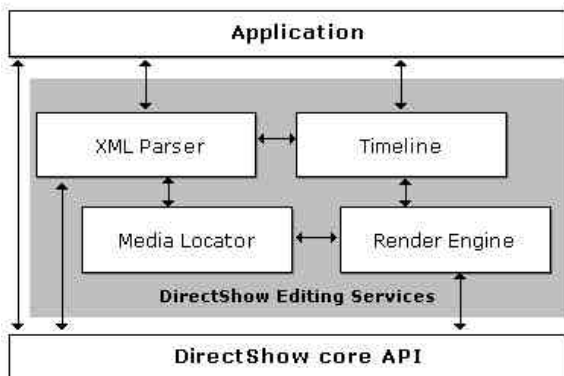 Application
XML Parser
Timeline
Media Locator
Render Engine
DirectShow Editing Services
DirectShow core API